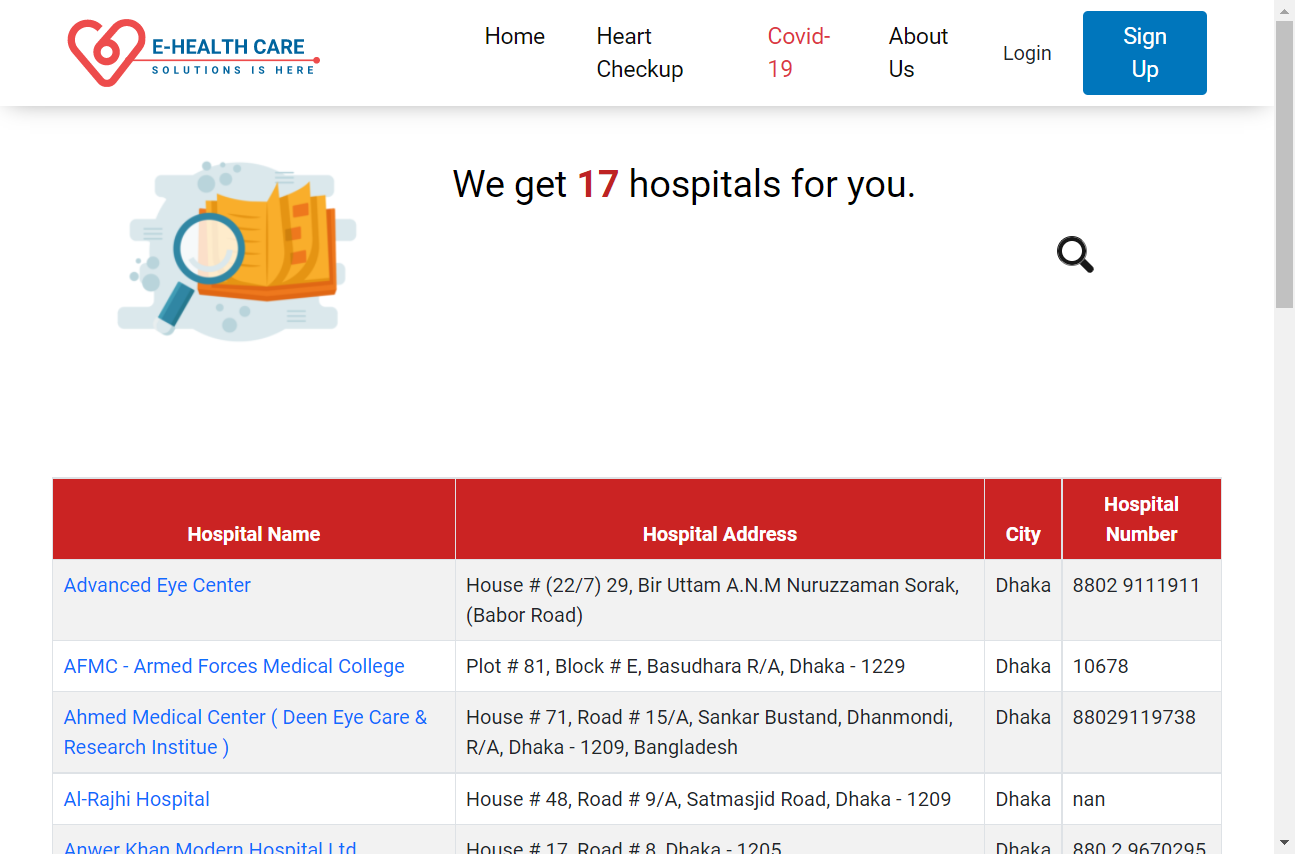 E-HEALTH CARE
SOLUTIONS IS HERE
Home
Heart
Checkup
Covid-
19
About
Us
Login
Sign
Up
We get 17 hospitals for you.
Hospital Name
Hospital Address
City
Hospital
Number
Advanced Eye Center
House # (22/7) 29, Bir Uttam A.N.M Nuruzzaman Sorak,
(Babor Road)
Dhaka
8802 9111911
AFMC - Armed Forces Medical College
Plot # 81, Block # E, Basudhara R/A, Dhaka - 1229
Dhaka
10678
Ahmed Medical Center ( Deen Eye Care &
Research Institue )
House # 71, Road # 15/A, Sankar Bustand, Dhanmondi,
R/A, Dhaka - 1209, Bangladesh
Dhaka
88029119738
Al-Rajhi Hospital
House # 48, Road # 9/A, Satmasjid Road, Dhaka - 1209
Dhaka
nan
Anwer Khan Modern Hospital Ltd
House # 17, Road # 8, Dhaka - 1205
Dhaka
880 2 9670295